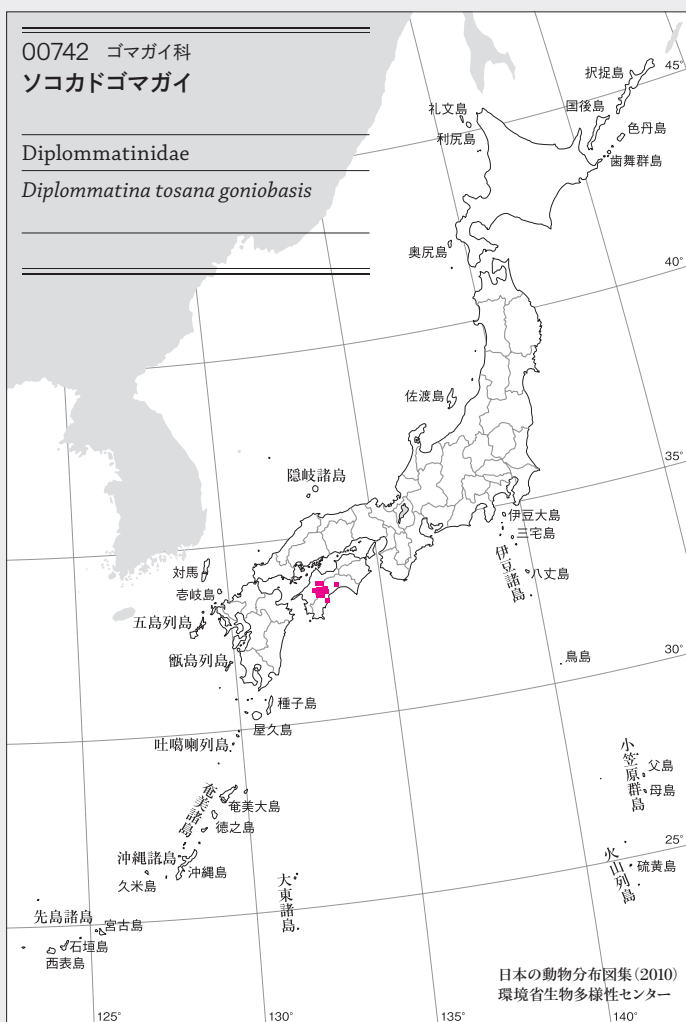 00742 ゴマガイ科
ソコカドゴマガイ
Diplommatinidae
Diplommatina tosana goniobasis
45°
択捉島
国後島
礼文島
色丹島
利尻島
歯舞群島
奥尻島
40°
佐渡島
35°
隠岐諸島
伊豆大島
三宅島
伊豆諸島
八丈島
対馬
壱岐島
五島列島
甑島列島
鳥島
30°
種子島
屋久島
吐噶喇列島
小笠原群島
父島
母島
奄美諸島
奄美大島
徳之島
25°
沖縄諸島
沖縄島
久米島
火山列島
硫黄島
大東諸島
先島諸島
宮古島
石垣島
西表島
日本の動物分布図集(2010)
環境省生物多様性センター
125°
130°
135°
140°